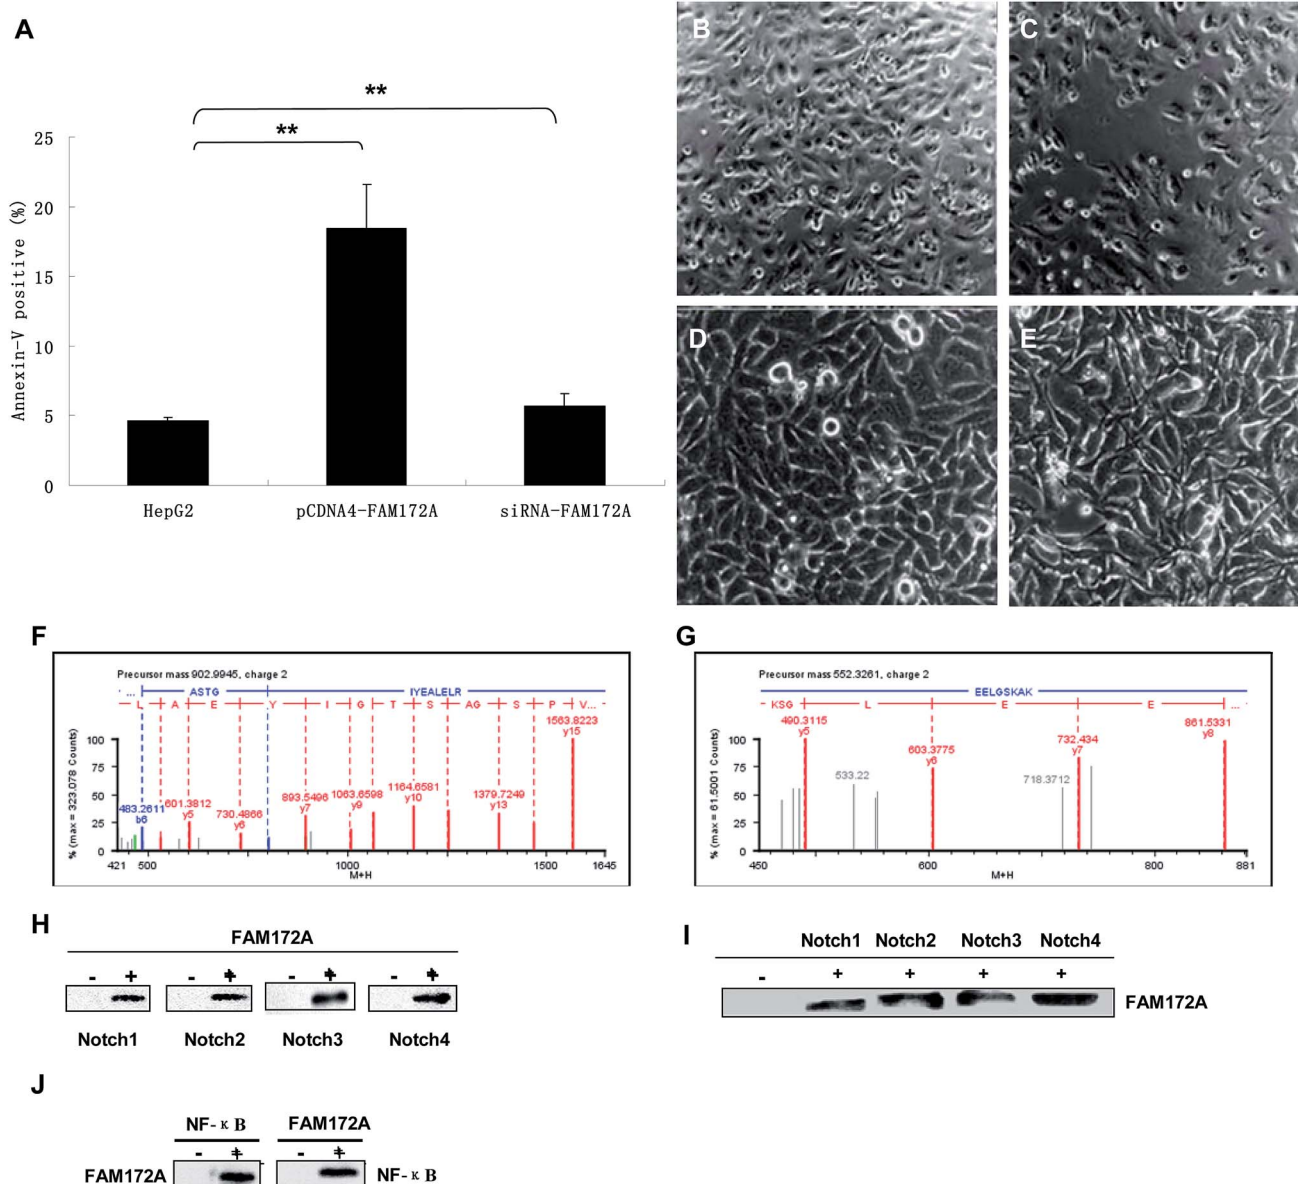 A
**
**
25
20
15
10
5
0
Annexin-V positive (%)
HepG2
pCDNA4-FAM172A
siRNA-FAM172A
B
C
D
E
F
Precursor mass 902.9945, charge 2
... ASTG IYEALELR
L A E Y I G T S AG S P V...
1563.8223
y15
1164.6581
y10
1063.6598
y9
893.5496
y7
1379.7249
y13
601.3812
y5
730.4866
y6
483.2611
b6
100
75
50
25
0
% (max = 323.078 Counts)
421 500 1000 1500 1645
M+H
G
Precursor mass 552.3261, charge 2
EELGSKAK
KSG L E E ...
490.3115
y5
603.3775
y6
732.434
y7
861.5331
y8
533.22
718.3712
100
75
50
25
0
% (max = 61.5001 Counts)
450 600 800 881
M+H
H
FAM172A
- + - + - + - +
Notch1 Notch2 Notch3 Notch4
I
Notch1 Notch2 Notch3 Notch4
- + + + +
FAM172A
J
NF-κB FAM172A
- + - +
FAM172A NF-κB